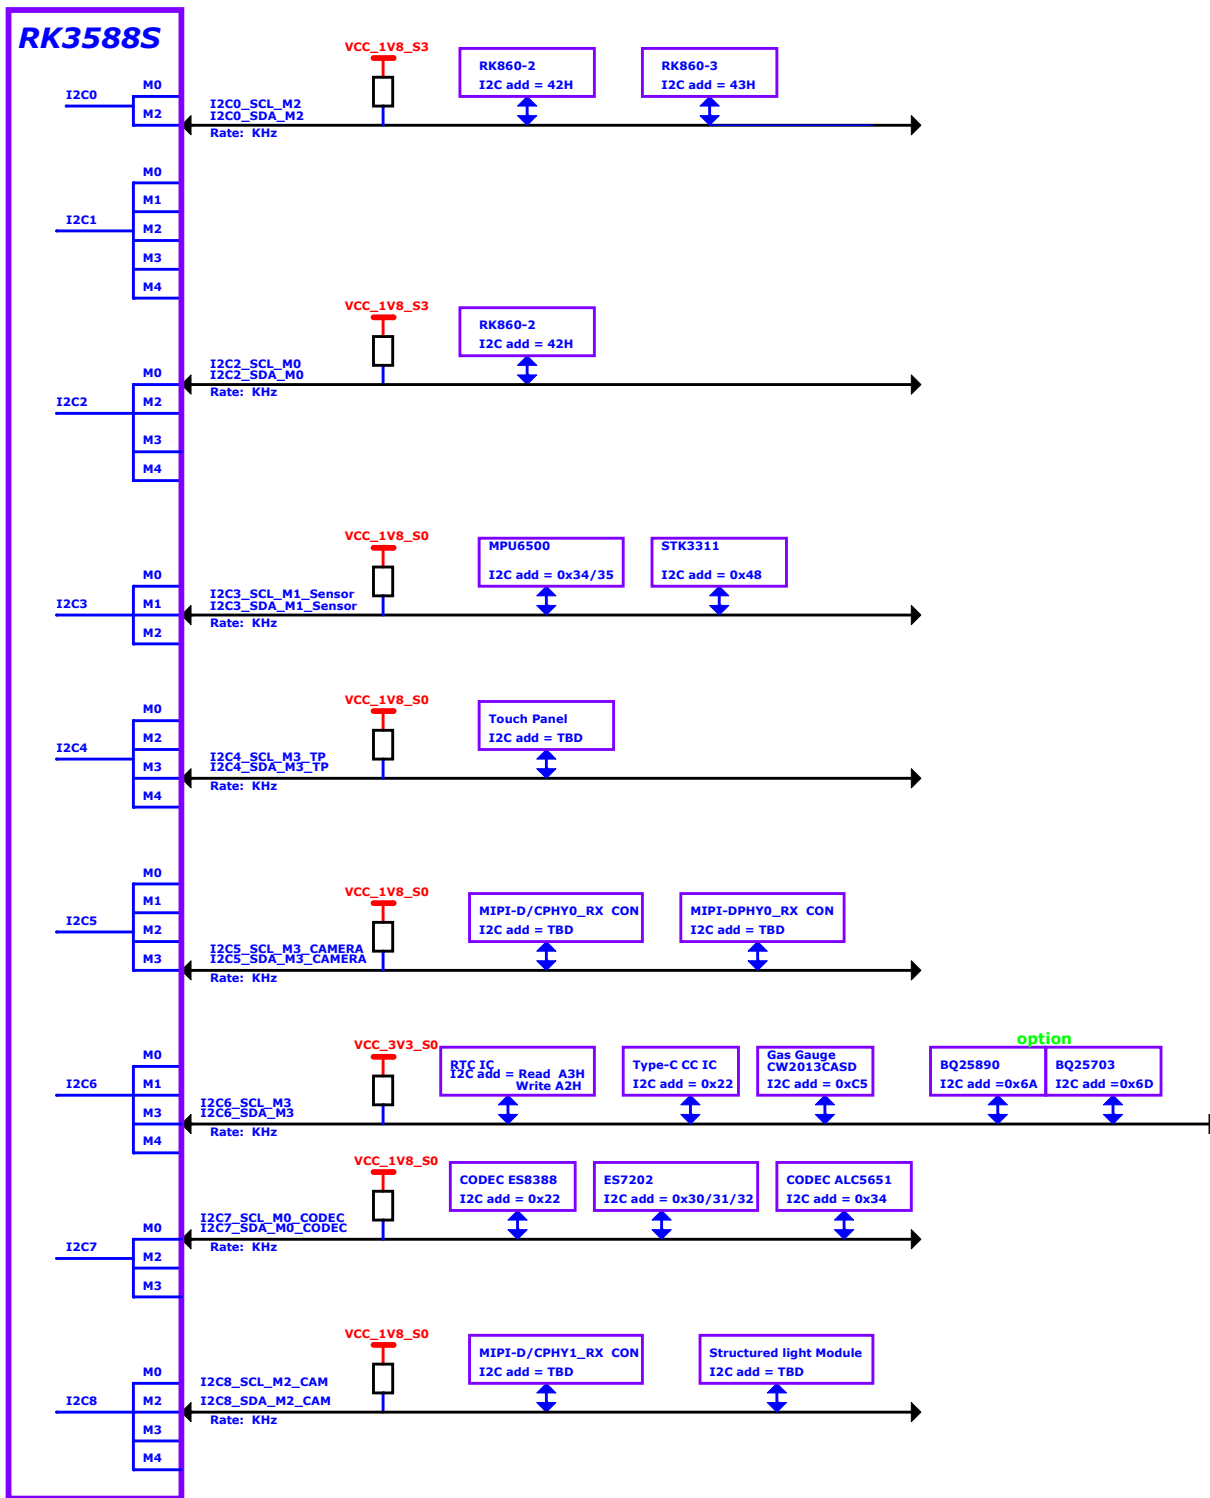 RK3588S
I2C0
M0
M2
I2C0_SCL_M2
I2C0_SDA_M2
Rate: KHz
VCC_1V8_S3
RK860-2
I2C add = 42H
RK860-3
I2C add = 43H
I2C1
M0
M1
M2
M3
M4
I2C2
M0
M2
M3
M4
I2C2_SCL_M0
I2C2_SDA_M0
Rate: KHz
VCC_1V8_S3
RK860-2
I2C add = 42H
I2C3
M0
M1
M2
I2C3_SCL_M1_Sensor
I2C3_SDA_M1_Sensor
Rate: KHz
VCC_1V8_S0
MPU6500
I2C add = 0x34/35
STK3311
I2C add = 0x48
I2C4
M0
M2
M3
M4
I2C4_SCL_M3_TP
I2C4_SDA_M3_TP
Rate: KHz
VCC_1V8_S0
Touch Panel
I2C add = TBD
I2C5
M0
M1
M2
M3
I2C5_SCL_M3_CAMERA
I2C5_SDA_M3_CAMERA
Rate: KHz
VCC_1V8_S0
MIPI-D/CPHY0_RX CON
I2C add = TBD
MIPI-DPHY0_RX CON
I2C add = TBD
I2C6
M0
M1
M3
M4
I2C6_SCL_M3
I2C6_SDA_M3
Rate: KHz
VCC_3V3_S0
RTC IC
I2C add = Read A3H
Write A2H
Type-C CC IC
I2C add = 0x22
Gas Gauge
CW2013CASD
I2C add = 0xC5
option
BQ25890
I2C add =0x6A
BQ25703
I2C add =0x6D
I2C7
M0
M2
M3
I2C7_SCL_M0_CODEC
I2C7_SDA_M0_CODEC
Rate: KHz
VCC_1V8_S0
CODEC ES8388
I2C add = 0x22
ES7202
I2C add = 0x30/31/32
CODEC ALC5651
I2C add = 0x34
I2C8
M0
M2
M3
M4
I2C8_SCL_M2_CAM
I2C8_SDA_M2_CAM
Rate: KHz
VCC_1V8_S0
MIPI-D/CPHY1_RX CON
I2C add = TBD
Structured light Module
I2C add = TBD